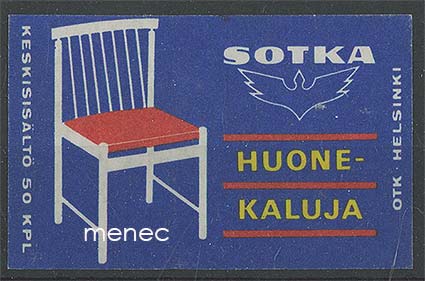 KESKISISÄLTÖ 50 KPL
SOTKA
HUONE-
KALUJA
OTK · HELSINKI
menec